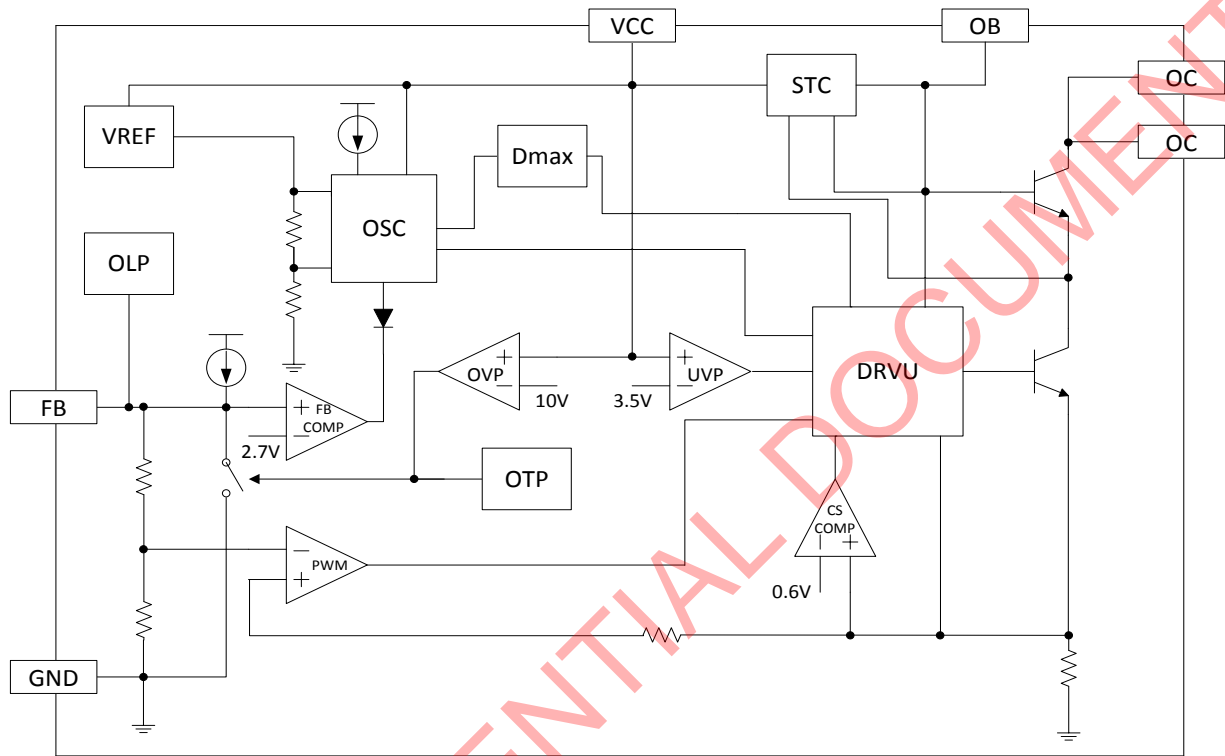 VCC
OB
OC
STC
VREF
OC
Dmax
OSC
OLP
OVP
+
−
10V
+
−
UVP
3.5V
DRVU
FB
+
−
FB
COMP
2.7V
OTP
CS
COMP
−
+
−
+
PWM
0.6V
GND
ENTIAL DOCUMENT